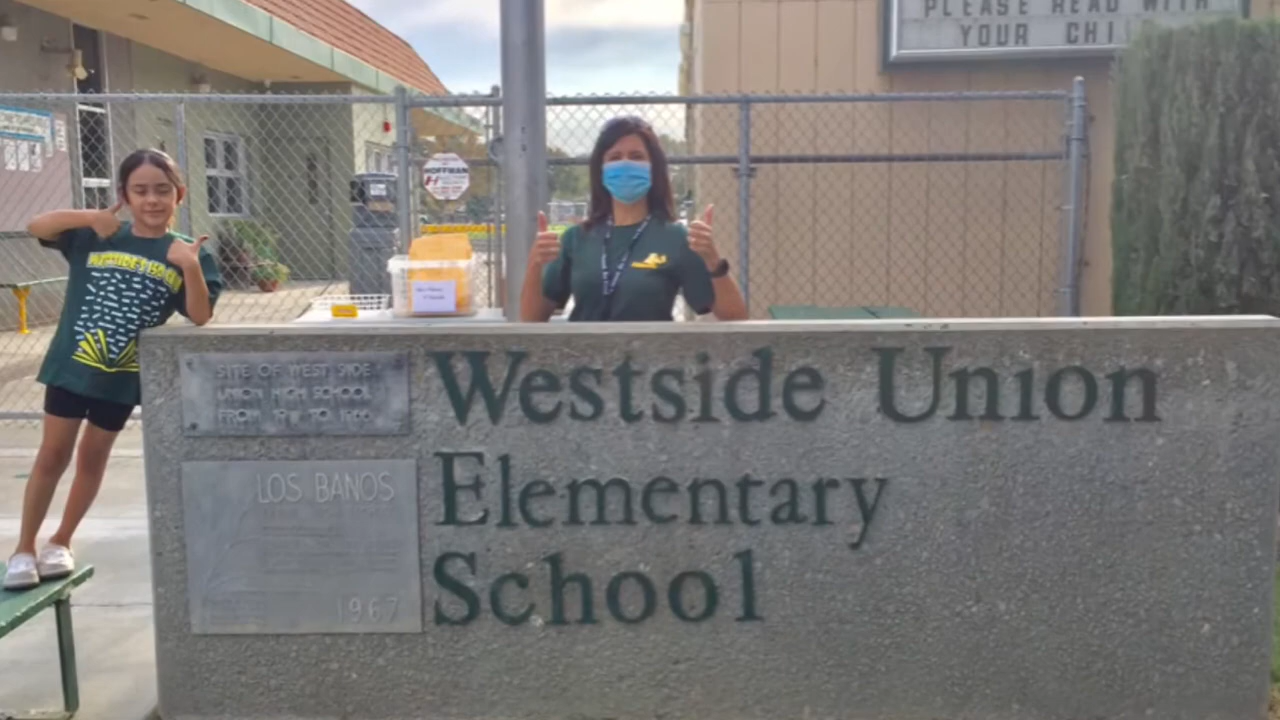 PLEASE READ WITH
YOUR CHI
HOFFMAN
SITE OF WEST SIDE
UNION HIGH SCHOOL
FROM TO 1966
LOS BANOS
1967
Westside Union
Elementary
School